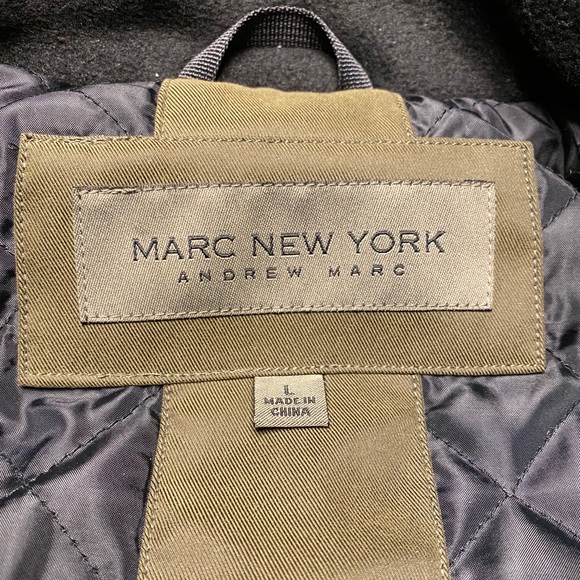 MARC NEW YORK
ANDREW MARC
L
MADE IN
CHINA